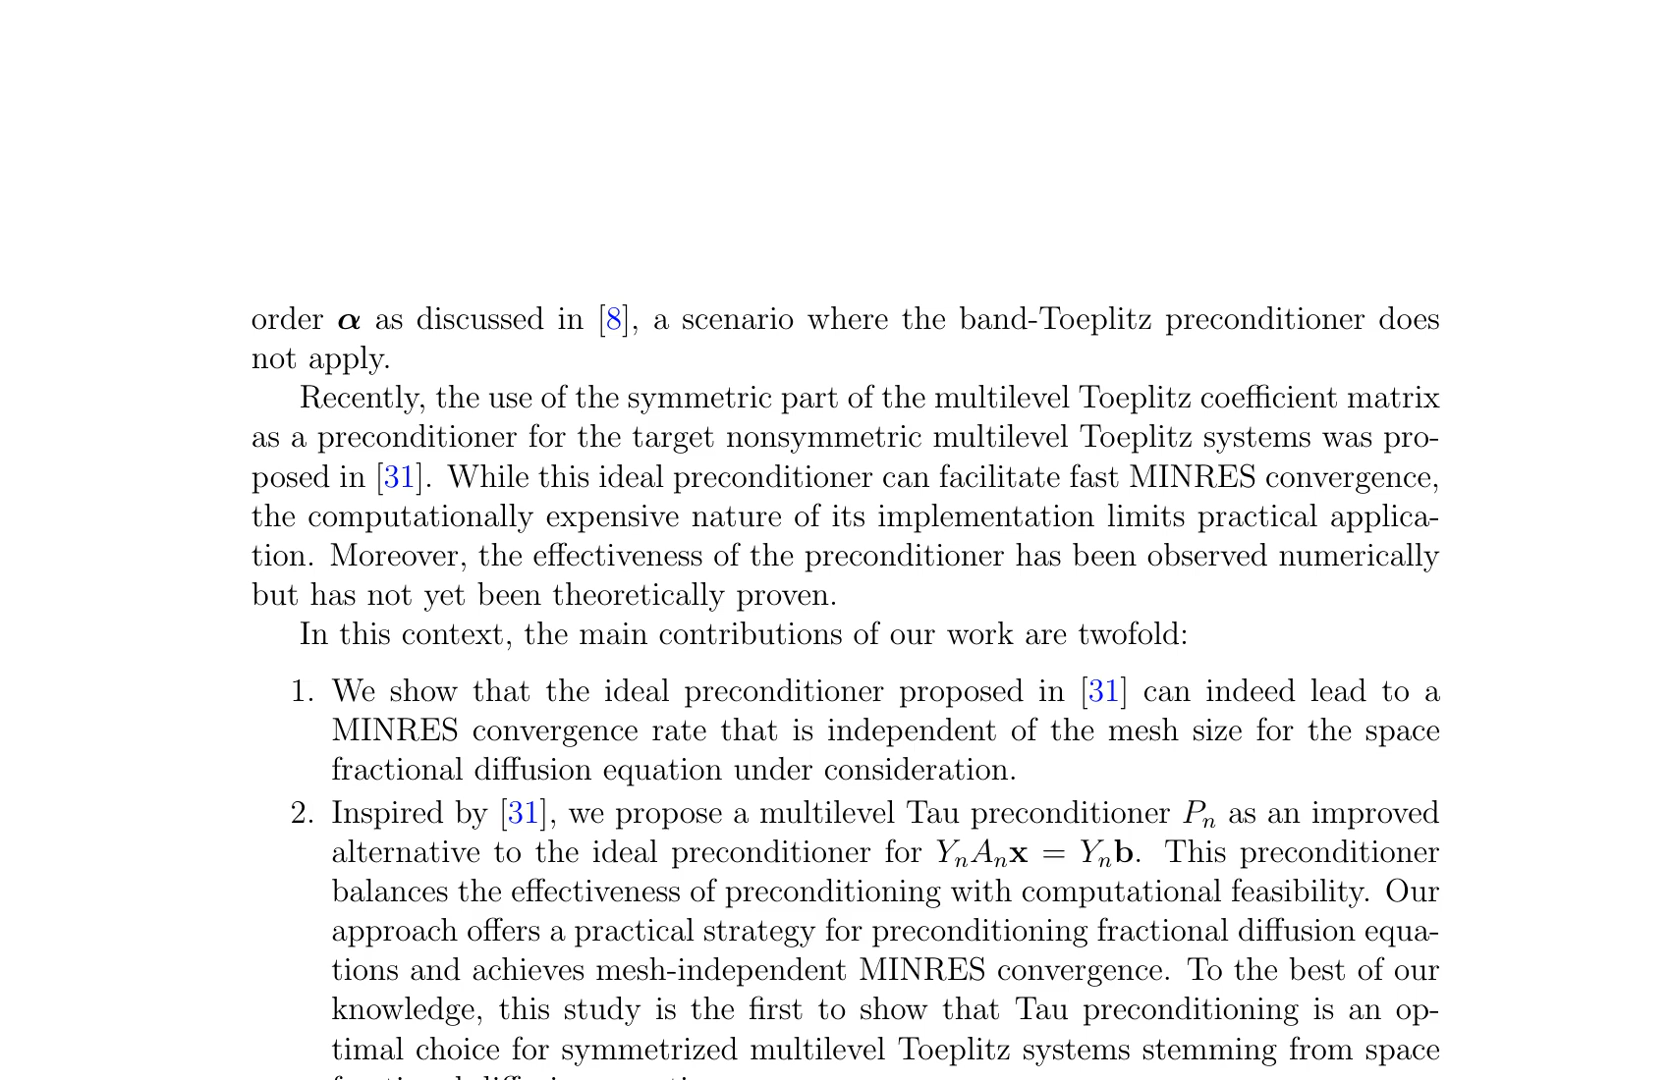 order α as discussed in [8], a scenario where the band-Toeplitz preconditioner does
not apply.
Recently, the use of the symmetric part of the multilevel Toeplitz coefficient matrix
as a preconditioner for the target nonsymmetric multilevel Toeplitz systems was pro-
posed in [31]. While this ideal preconditioner can facilitate fast MINRES convergence,
the computationally expensive nature of its implementation limits practical applica-
tion. Moreover, the effectiveness of the preconditioner has been observed numerically
but has not yet been theoretically proven.
In this context, the main contributions of our work are twofold:
1. We show that the ideal preconditioner proposed in [31] can indeed lead to a
MINRES convergence rate that is independent of the mesh size for the space
fractional diffusion equation under consideration.
2. Inspired by [31], we propose a multilevel Tau preconditioner Pₙ as an improved
alternative to the ideal preconditioner for YₙAₙx = Yₙb. This preconditioner
balances the effectiveness of preconditioning with computational feasibility. Our
approach offers a practical strategy for preconditioning fractional diffusion equa-
tions and achieves mesh-independent MINRES convergence. To the best of our
knowledge, this study is the first to show that Tau preconditioning is an op-
timal choice for symmetrized multilevel Toeplitz systems stemming from space